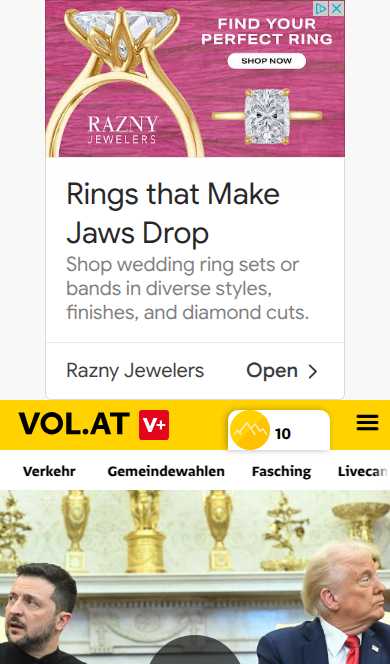 FIND YOUR
PERFECT RING
SHOP NOW
RAZNY
JEWELERS
Rings that Make
Jaws Drop
Shop wedding ring sets or
bands in diverse styles,
finishes, and diamond cuts.
Razny Jewelers Open
VOL.AT V+ 10
Verkehr Gemeindewahlen Fasching Livecan